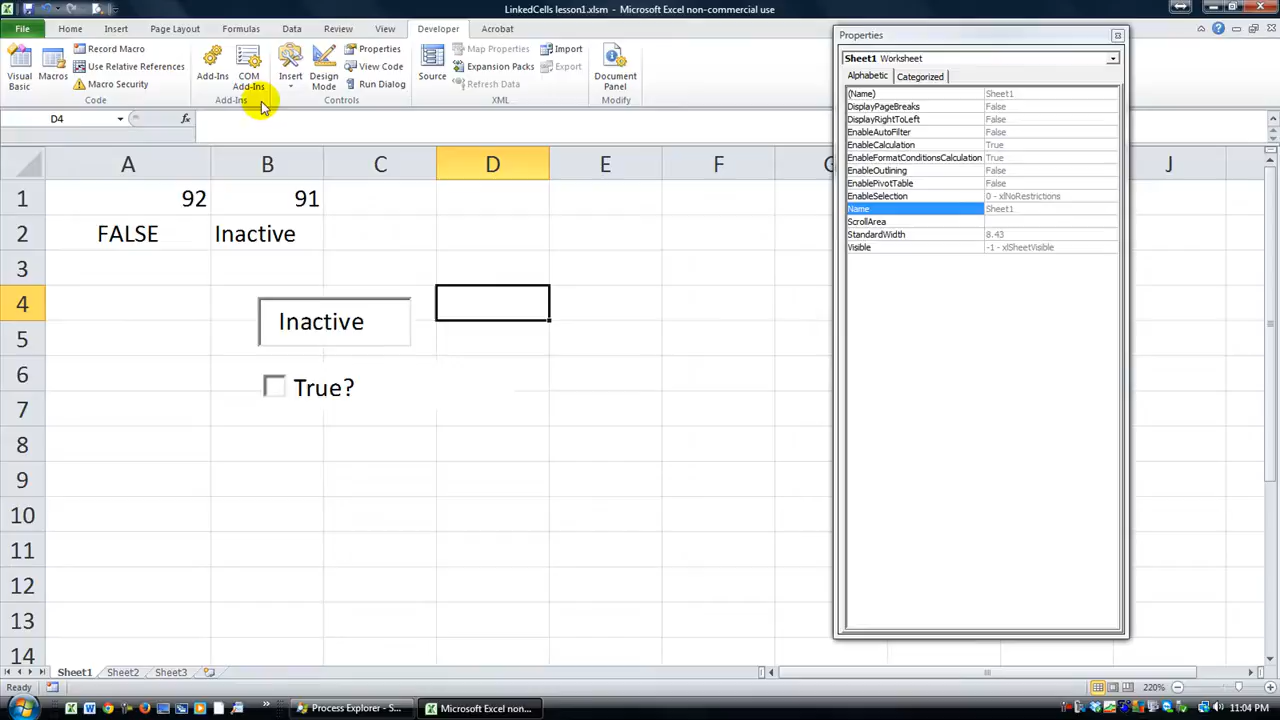 LinkedCells lesson1.xlsm - Microsoft Excel non-commercial use
File Home Insert Page Layout Formulas Data Review View Developer Acrobat
Visual Basic
Macros
Record Macro
Use Relative References
Macro Security
Code
Add-Ins
COM Add-Ins
Add-Ins
Insert
Design Mode
Properties
View Code
Run Dialog
Controls
Source
Map Properties
Expansion Packs
Refresh Data
Import
Export
XML
Document Panel
Modify
D4
fx
A B C D E F G J
1 92 91
2 FALSE Inactive
3
4
Inactive
5
6
True?
7
8
9
10
11
12
13
14
Properties
Sheet1 Worksheet
Alphabetic Categorized
(Name) Sheet1
DisplayPageBreaks False
DisplayRightToLeft False
EnableAutoFilter False
EnableCalculation True
EnableFormatConditionsCalculation True
EnableOutlining False
EnablePivotTable False
EnableSelection 0 - xlNoRestrictions
Name Sheet1
ScrollArea
StandardWidth 8.43
Visible -1 - xlSheetVisible
Sheet1 Sheet2 Sheet3
Ready 220%
Process Explorer - S... Microsoft Excel non-... 11:04 PM